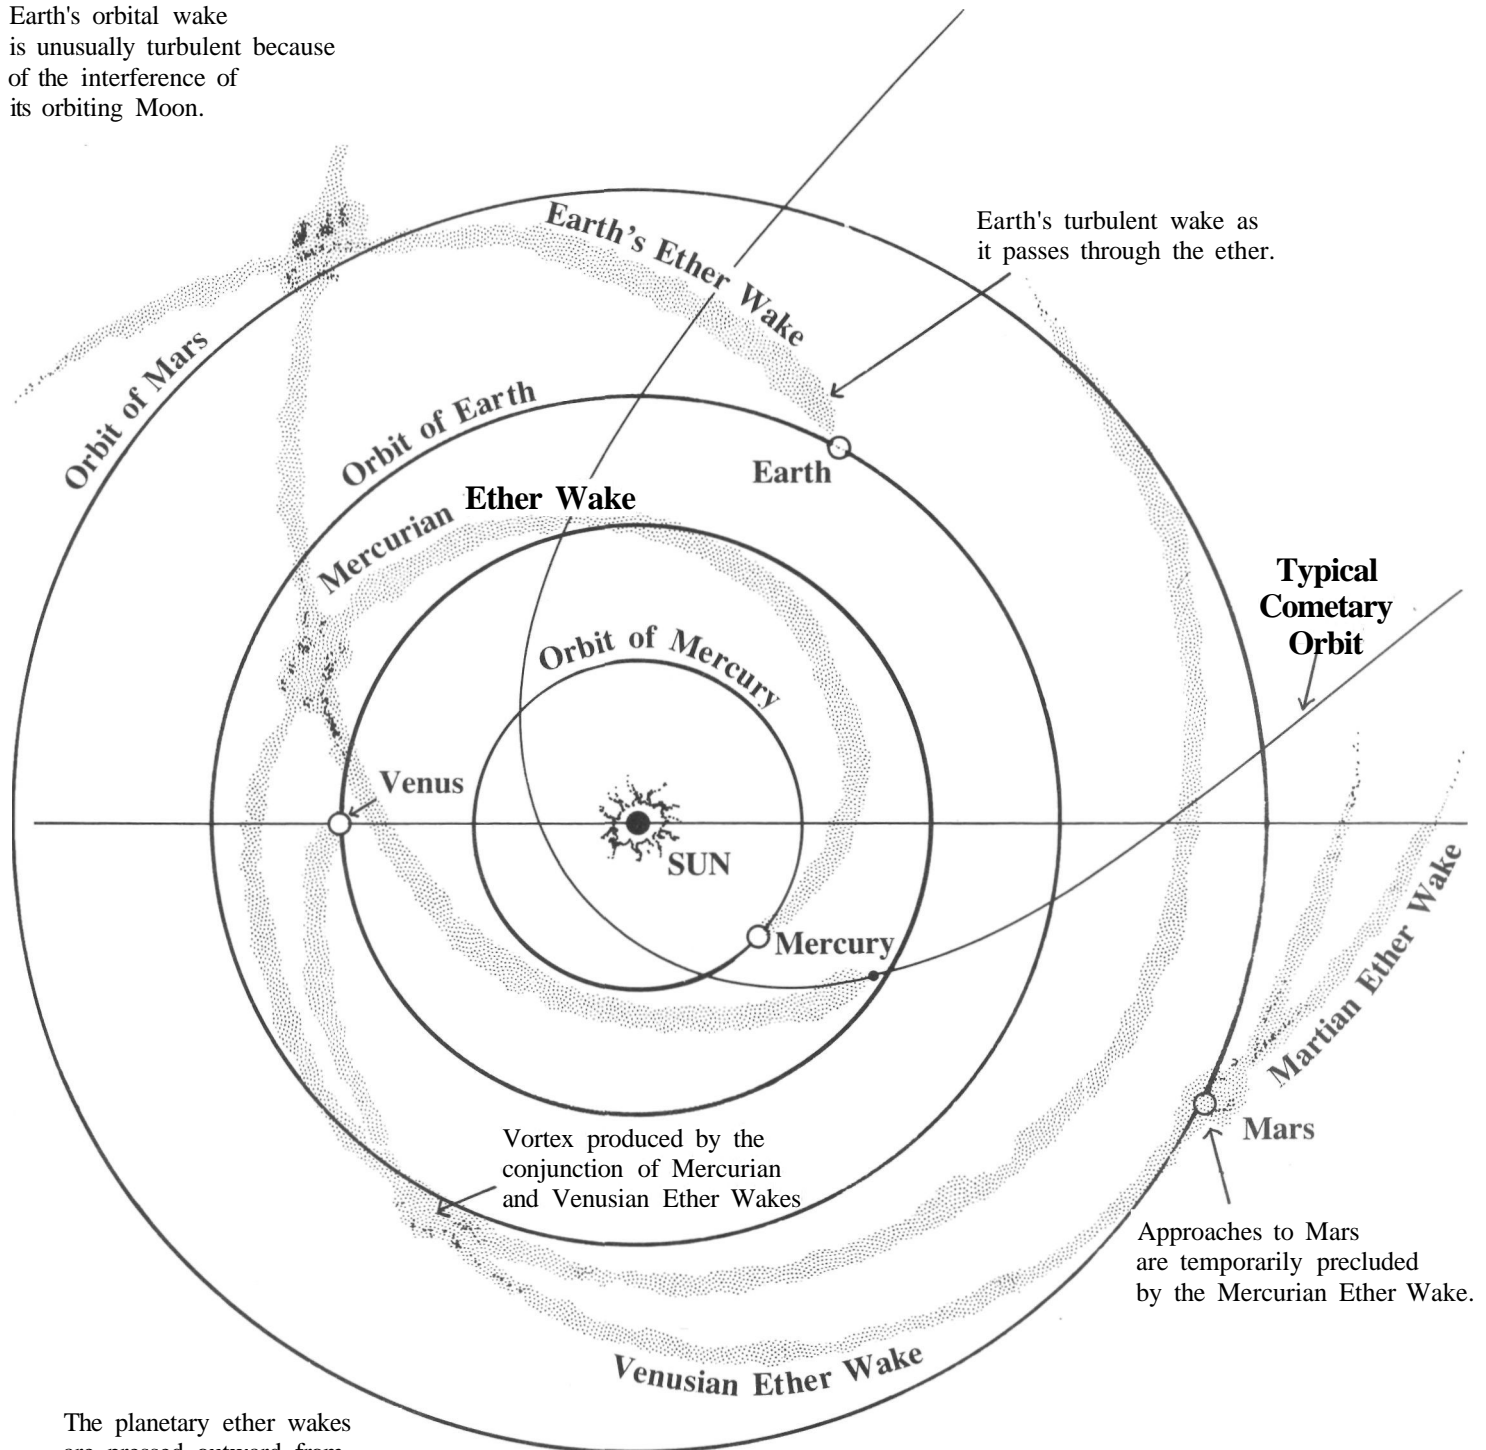 Earth's orbital wake
is unusually turbulent because
of the interference of
its orbiting Moon.
Earth's Ether Wake
Earth's turbulent wake as
it passes through the ether.
Orbit of Mars
Orbit of Earth
Earth
Mercurian Ether Wake
Typical
Cometary
Orbit
Orbit of Mercury
Venus
SUN
Mercury
Martian Ether Wake
Mars
Vortex produced by the
conjunction of Mercurian
and Venusian Ether Wakes
Approaches to Mars
are temporarily precluded
by the Mercurian Ether Wake.
Venusian Ether Wake
The planetary ether wakes
are pressed outward from